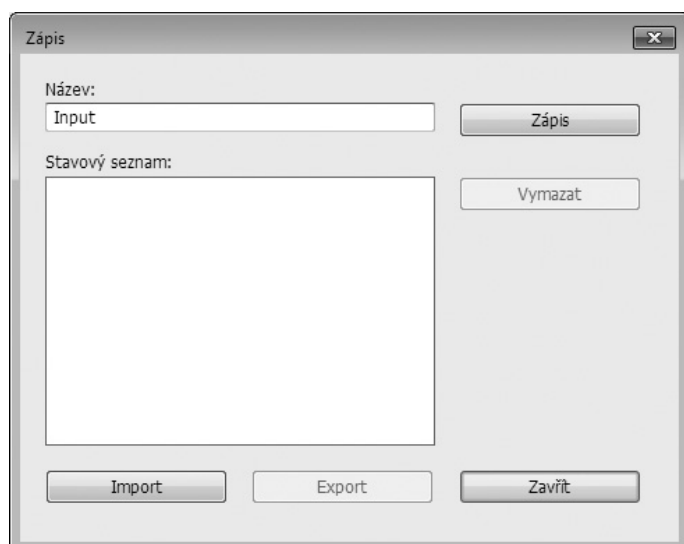 Zápis
Název:
Input
Zápis
Stavový seznam:
Vymazat
Import
Export
Zavřít